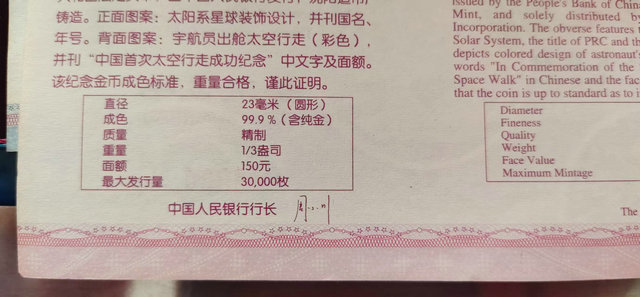 铸造。正面图案：太阳系星球装饰设计，并刊国名、
年号。背面图案：宇航员出舱太空行走（彩色），
并刊“中国首次太空行走成功纪念”中文字及面额。
该纪念金币成色标准，重量合格，谨此证明。
直径 23毫米（圆形）
成色 99.9％（含纯金）
质量 精制
重量 1/3盎司
面额 150元
最大发行量 30,000枚
中国人民银行行长
issued by the People's Bank of China
Mint, and solely distributed by
Incorporation. The obverse features t
Solar System, the title of PRC and th
depicts colored design of astronaut's
words "In Commemoration of the
Space Walk" in Chinese and the fac
that the coin is up to standard as to i
Diameter
Fineness
Quality
Weight
Face Value
Maximum Mintage
The